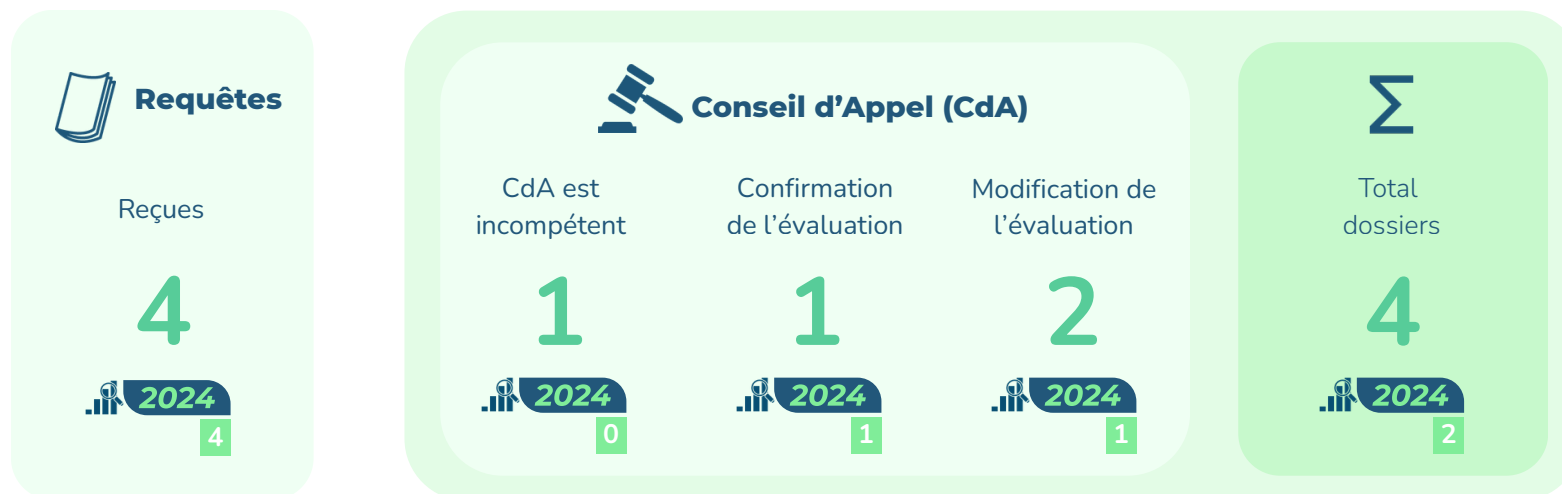 Requêtes
Reçues
4
2024
4
Conseil d’Appel (CdA)
CdA est
incompétent
1
2024
0
Confirmation
de l’évaluation
1
2024
1
Modification de
l’évaluation
2
2024
1
Σ
Total
dossiers
4
2024
2